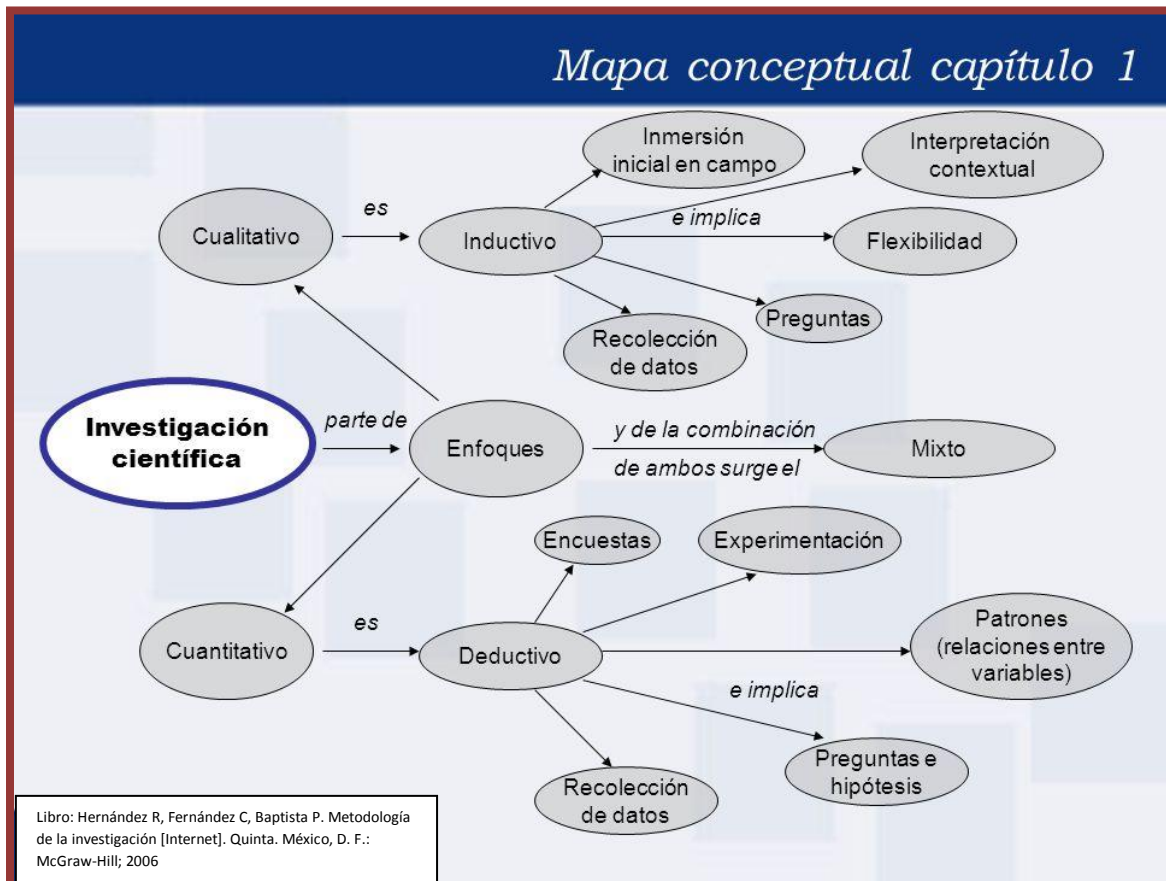 Mapa conceptual capítulo 1
Inmersión
inicial en campo
Interpretación
contextual
Cualitativo
es
Inductivo
e implica
Flexibilidad
Preguntas
Recolección
de datos
Investigación
científica
parte de
Enfoques
y de la combinación
de ambos surge el
Mixto
Encuestas
Experimentación
Cuantitativo
es
Deductivo
Patrones
(relaciones entre
variables)
e implica
Preguntas e
hipótesis
Recolección
de datos
Libro: Hernández R, Fernández C, Baptista P. Metodología
de la investigación [Internet]. Quinta. México, D. F.:
McGraw-Hill; 2006